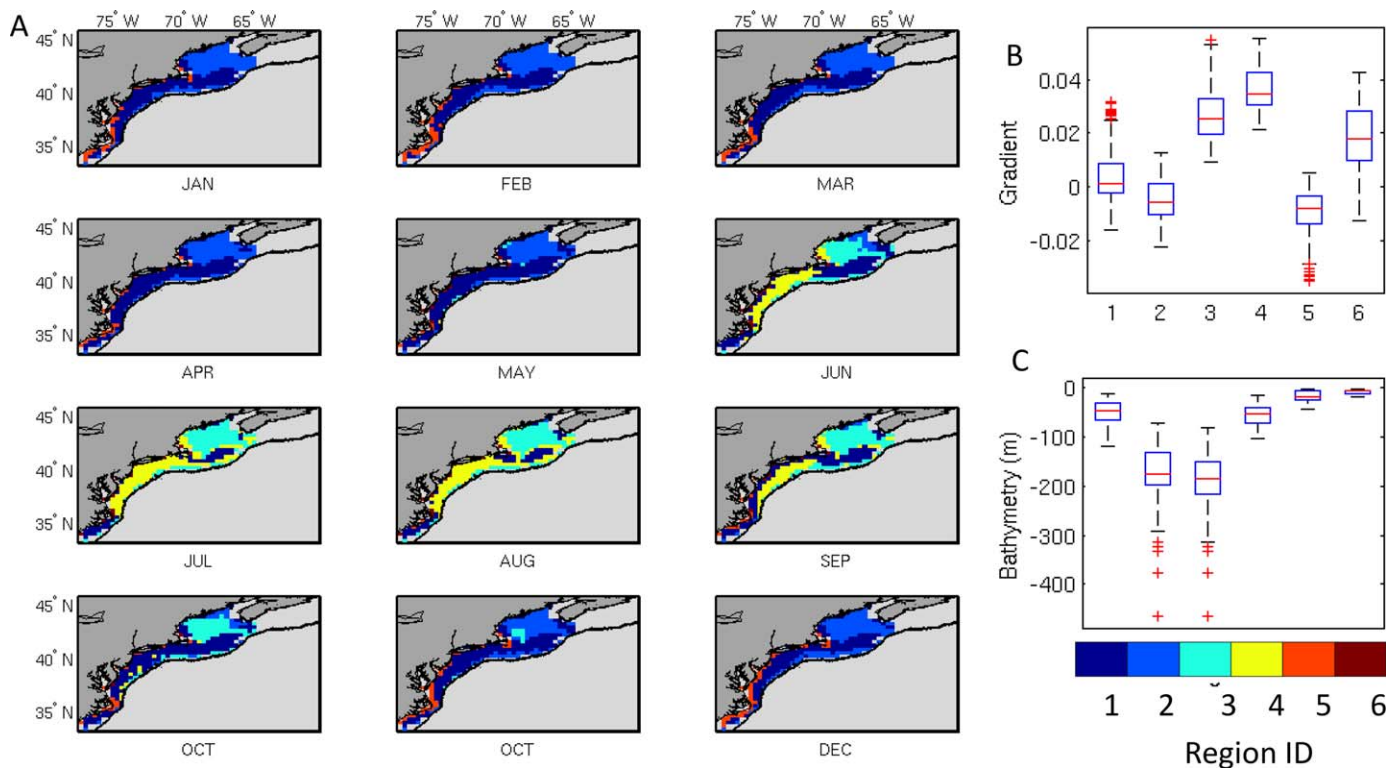 A
75° W 70° W 65° W
75° W 70° W 65° W
75° W 70° W 65° W
45° N
40° N
35° N
JAN FEB MAR
45° N
40° N
35° N
APR MAY JUN
45° N
40° N
35° N
JUL AUG SEP
45° N
40° N
35° N
OCT OCT DEC
B
Gradient
0.04
0.02
0
-0.02
1 2 3 4 5 6
C
Bathymetry (m)
0
-100
-200
-300
-400
1 2 3 4 5 6
Region ID